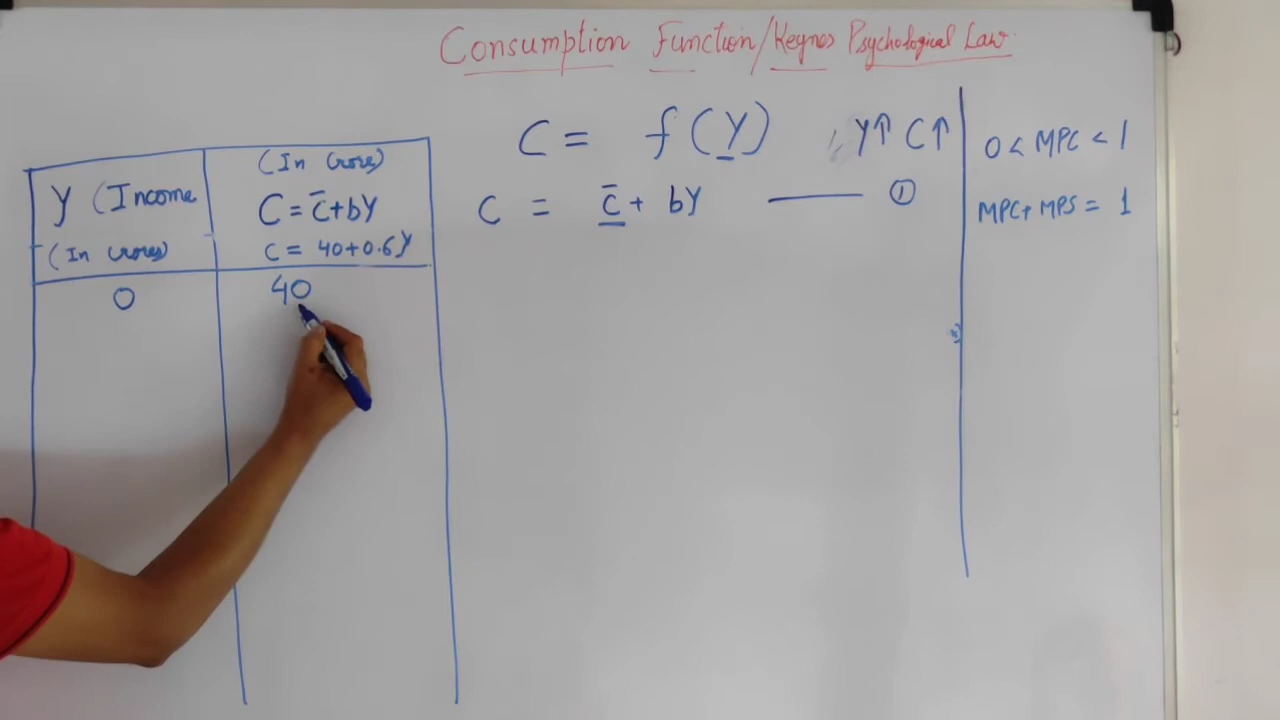 Consumption Function/Keynes Psychological Law
C = f(Y) , Y↑ C↑
C = c̄ + bY —— ①
0 < MPC < 1
MPC + MPS = 1
Y (Income
(In crores)
(In crore)
C = c̄ + bY
C = 40 + 0.6Y
0 40